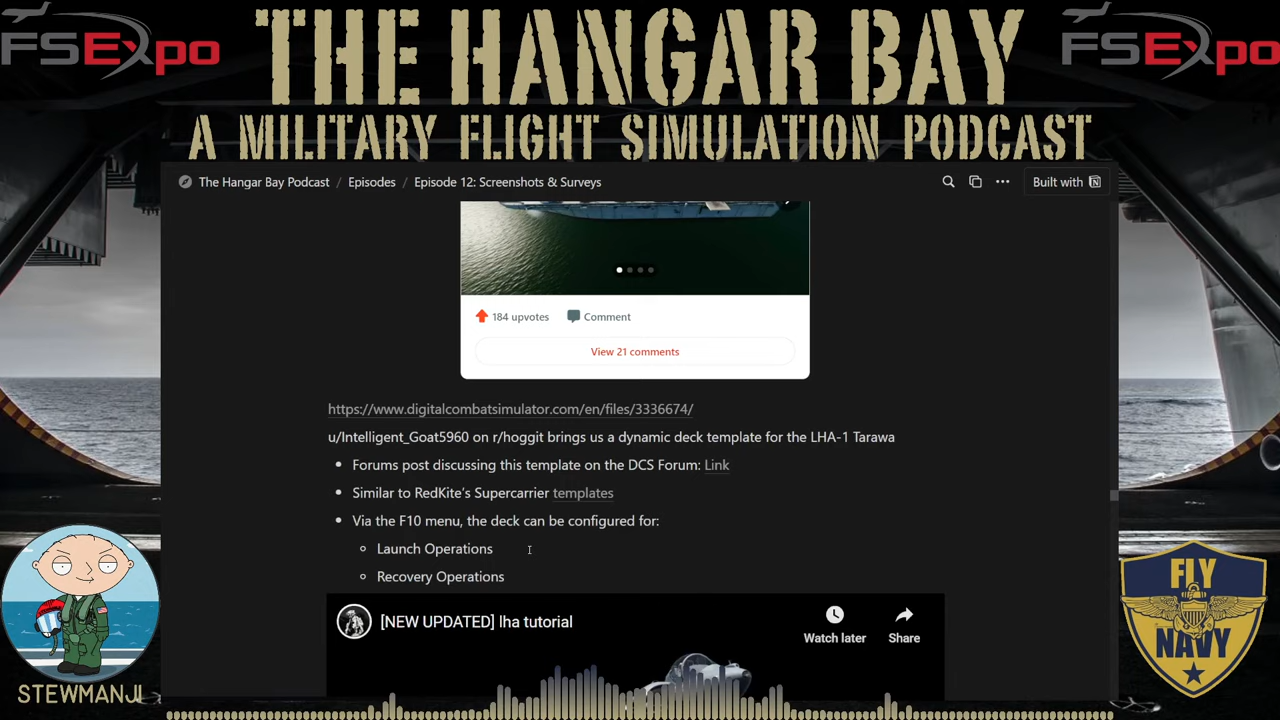 FSExpo
THE HANGAR BAY
FSExpo
A MILITARY FLIGHT SIMULATION PODCAST
The Hangar Bay Podcast / Episodes / Episode 12: Screenshots & Surveys
Built with
184 upvotes Comment
View 21 comments
https://www.digitalcombatsimulator.com/en/files/3336674/
u/Intelligent_Goat5960 on r/hoggit brings us a dynamic deck template for the LHA-1 Tarawa
Forums post discussing this template on the DCS Forum: Link
Similar to RedKite's Supercarrier templates
Via the F10 menu, the deck can be configured for:
Launch Operations
Recovery Operations
[NEW UPDATED] lha tutorial
Watch later Share
STEWMANJI
FLY
NAVY